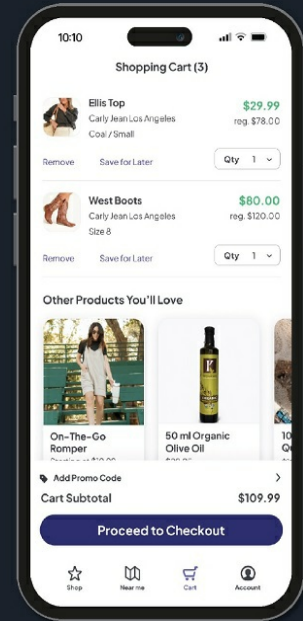 10:10
Shopping Cart (3)
Ellis Top
$29.99
Carly Jean Los Angeles
reg. $78.00
Coal / Small
Remove Save for Later
Qty 1
West Boots
$80.00
Carly Jean Los Angeles
reg. $120.00
Size 8
Remove Save for Later
Qty 1
Other Products You'll Love
On-The-Go
Romper
50 ml Organic
Olive Oil
10
Add Promo Code
Cart Subtotal $109.99
Proceed to Checkout
Shop Near me Cart Account